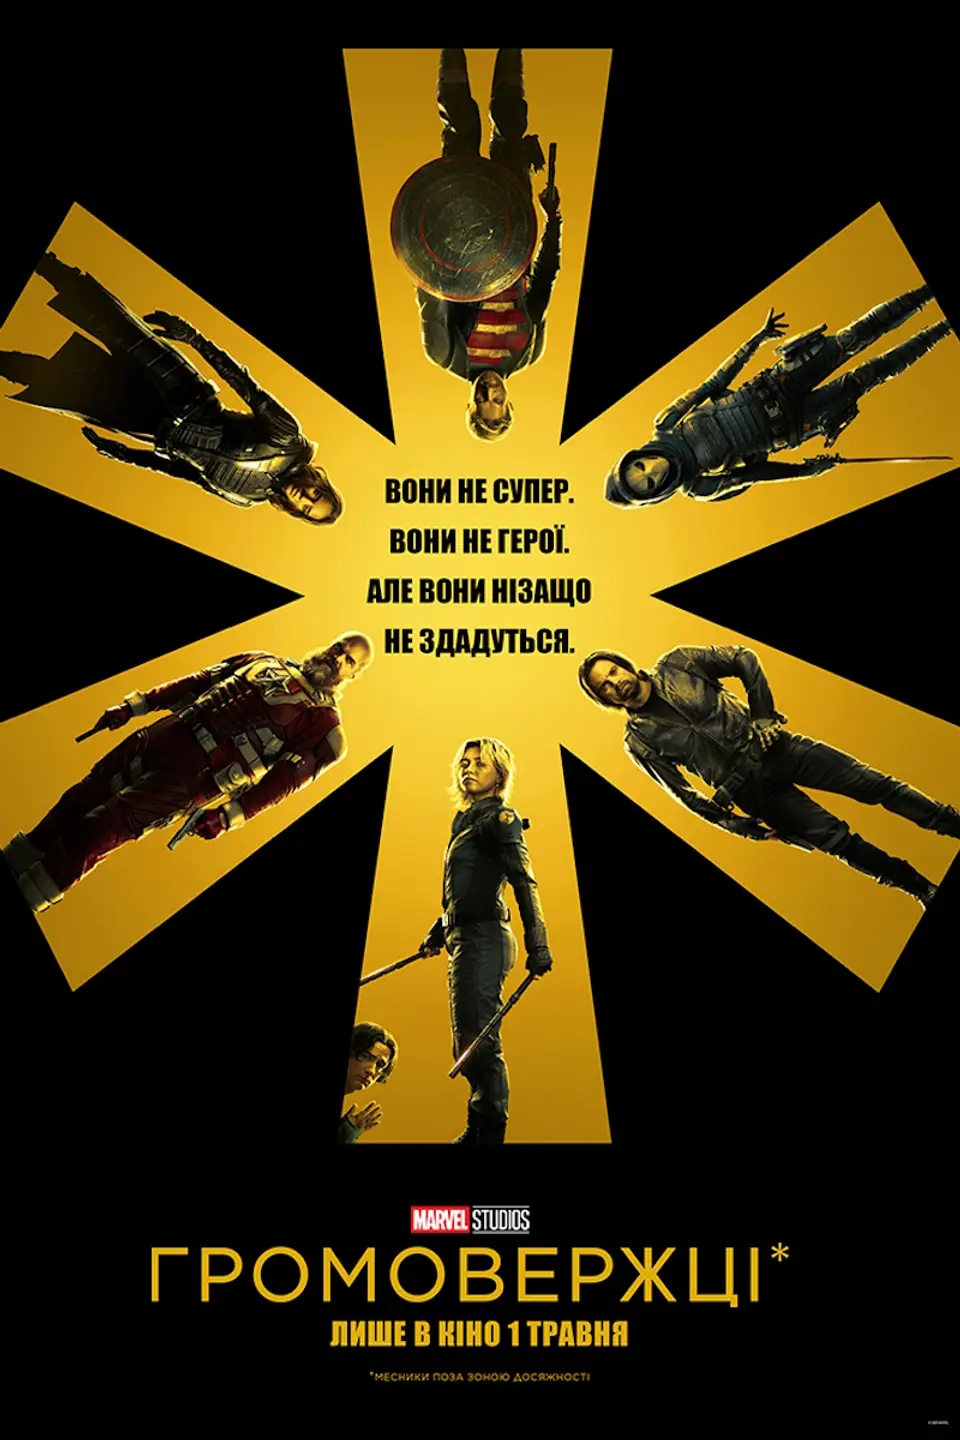 ВОНИ НЕ СУПЕР.
ВОНИ НЕ ГЕРОЇ.
АЛЕ ВОНИ НІЗАЩО
НЕ ЗДАДУТЬСЯ.
MARVEL STUDIOS
ГРОМОВЕРЖЦІ*
ЛИШЕ В КІНО 1 ТРАВНЯ
*МЕСНИКИ ПОЗА ЗОНОЮ ДОСЯЖНОСТІ